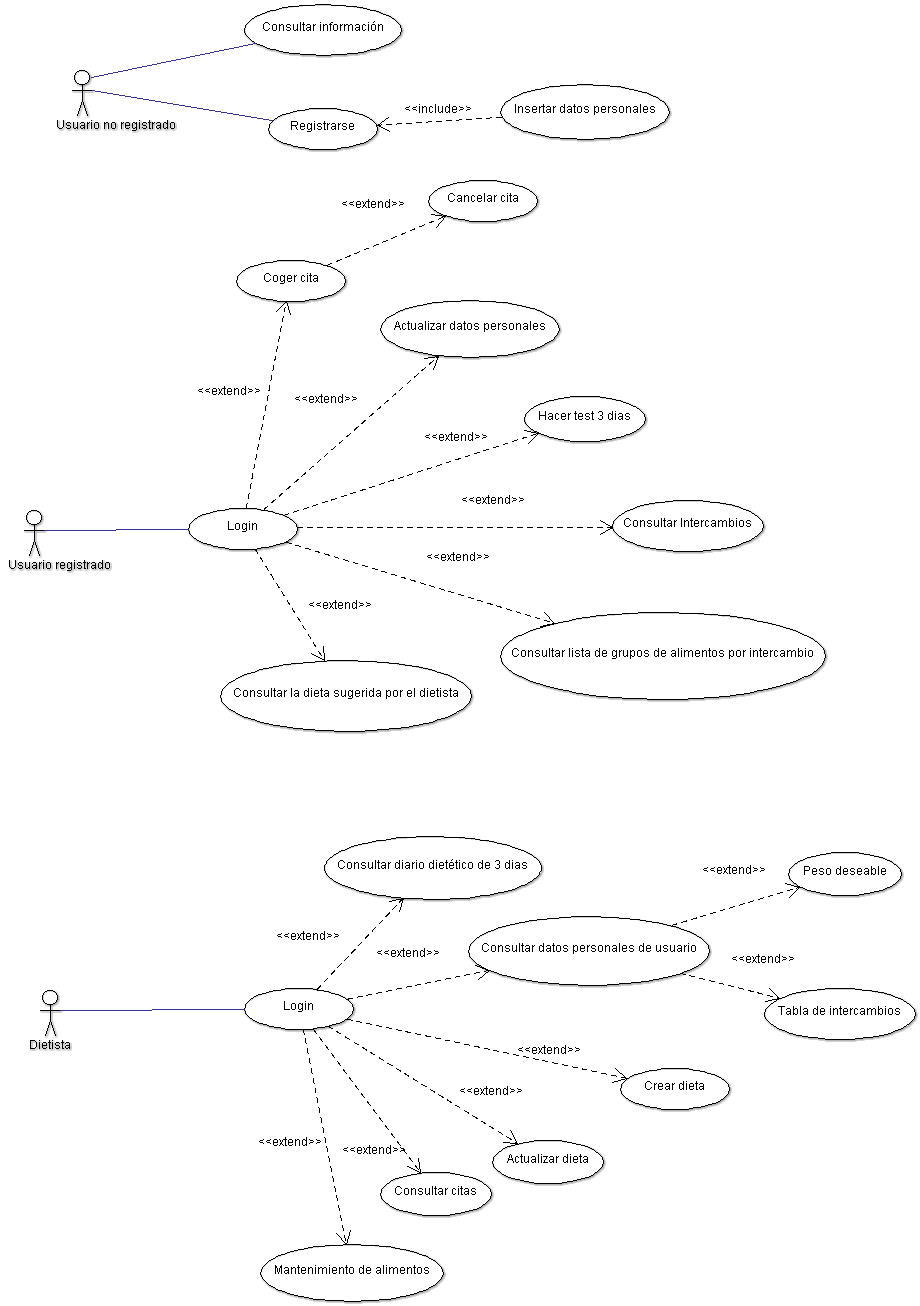 Consultar información
Usuario no registrado
<<include>>
Insertar datos personales
Registrarse
<<extend>>
Cancelar cita
Coger cita
Actualizar datos personales
<<extend>>
<<extend>>
Hacer test 3 dias
<<extend>>
<<extend>>
Login
Consultar Intercambios
Usuario registrado
<<extend>>
<<extend>>
Consultar lista de grupos de alimentos por intercambio
Consultar la dieta sugerida por el dietista
Consultar diario dietético de 3 dias
<<extend>>
Peso deseable
<<extend>>
<<extend>>
Consultar datos personales de usuario
<<extend>>
Login
Tabla de intercambios
Dietista
<<extend>>
Crear dieta
<<extend>>
<<extend>>
<<extend>>
Actualizar dieta
Consultar citas
Mantenimiento de alimentos